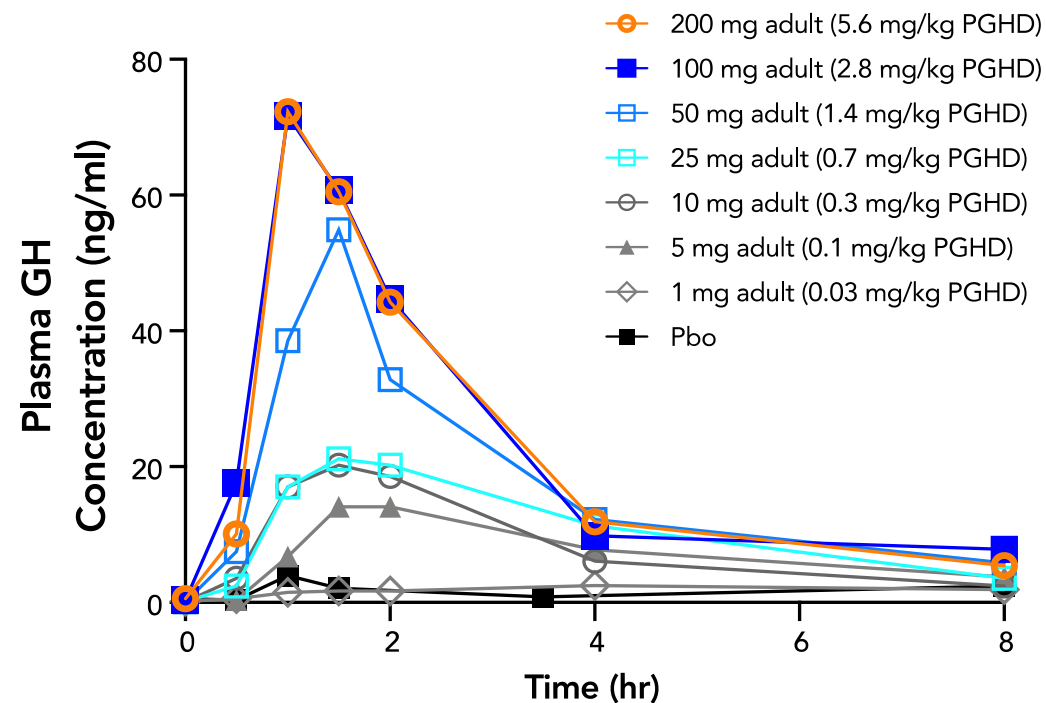 200 mg adult (5.6 mg/kg PGHD)
100 mg adult (2.8 mg/kg PGHD)
50 mg adult (1.4 mg/kg PGHD)
25 mg adult (0.7 mg/kg PGHD)
10 mg adult (0.3 mg/kg PGHD)
5 mg adult (0.1 mg/kg PGHD)
1 mg adult (0.03 mg/kg PGHD)
Pbo
Plasma GH
Concentration (ng/ml)
80
60
40
20
0
0 2 4 6 8
Time (hr)